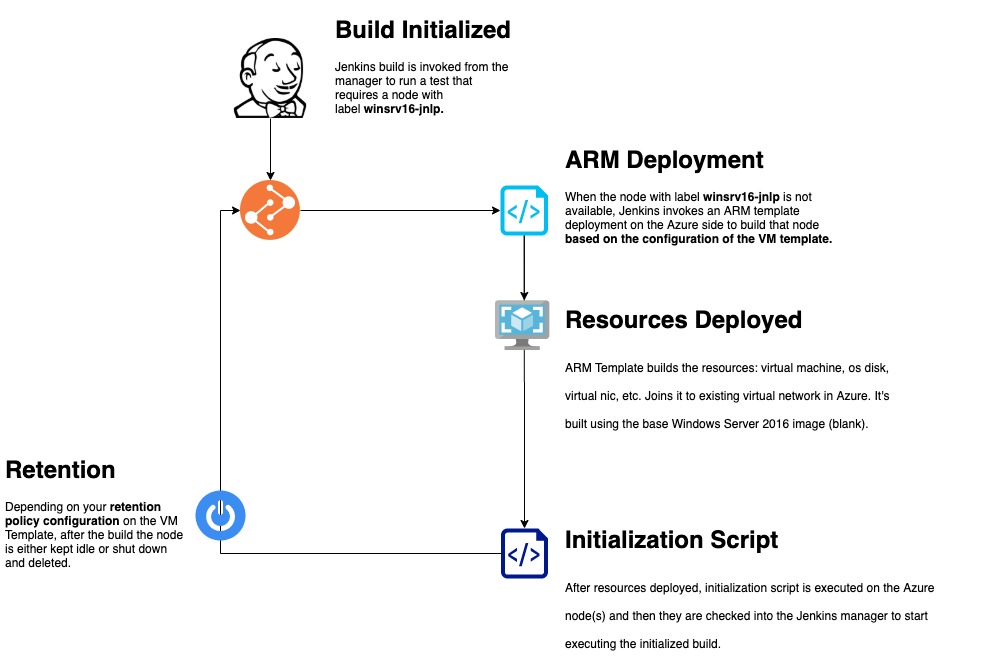 Build Initialized
Jenkins build is invoked from the
manager to run a test that
requires a node with
label winsrv16-jnlp.
ARM Deployment
When the node with label winsrv16-jnlp is not
available, Jenkins invokes an ARM template
deployment on the Azure side to build that node
based on the configuration of the VM template.
</>
Resources Deployed
ARM Template builds the resources: virtual machine, os disk,
virtual nic, etc. Joins it to existing virtual network in Azure. It's
built using the base Windows Server 2016 image (blank).
Retention
Depending on your retention
policy configuration on the VM
Template, after the build the node
is either kept idle or shut down
and deleted.
</>
Initialization Script
After resources deployed, initialization script is executed on the Azure
node(s) and then they are checked into the Jenkins manager to start
executing the initialized build.